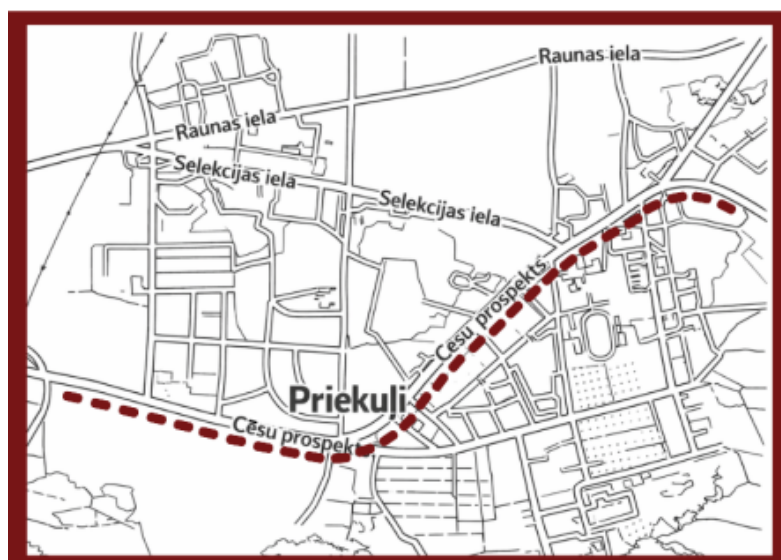 Raunas iela
Raunas iela
Selekcijas iela
Selekcijas iela
Cēsu prospekts
Priekuļi
Cēsu prospekts